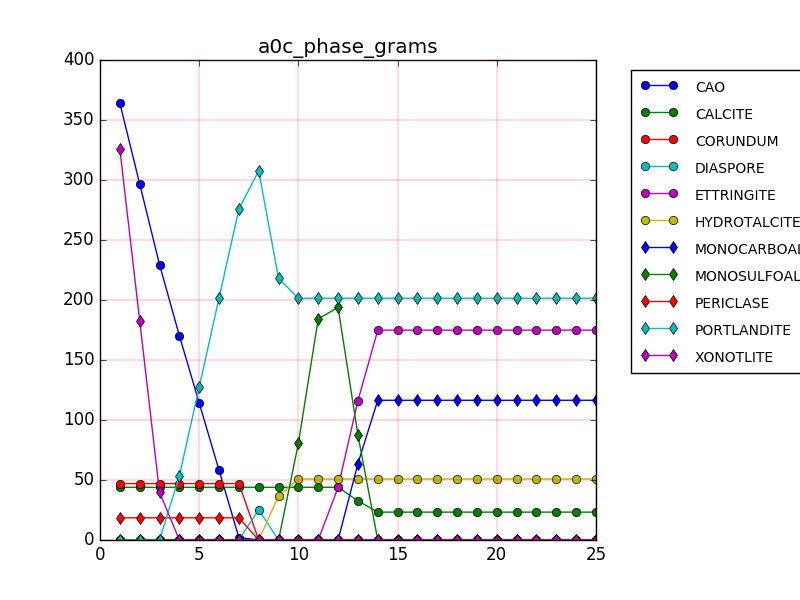 a0c_phase_grams
400
350
300
250
200
150
100
50
0
0 5 10 15 20 25
CAO
CALCITE
CORUNDUM
DIASPORE
ETTRINGITE
HYDROTALCITE
MONOCARBOAL
MONOSULFOAL
PERICLASE
PORTLANDITE
XONOTLITE